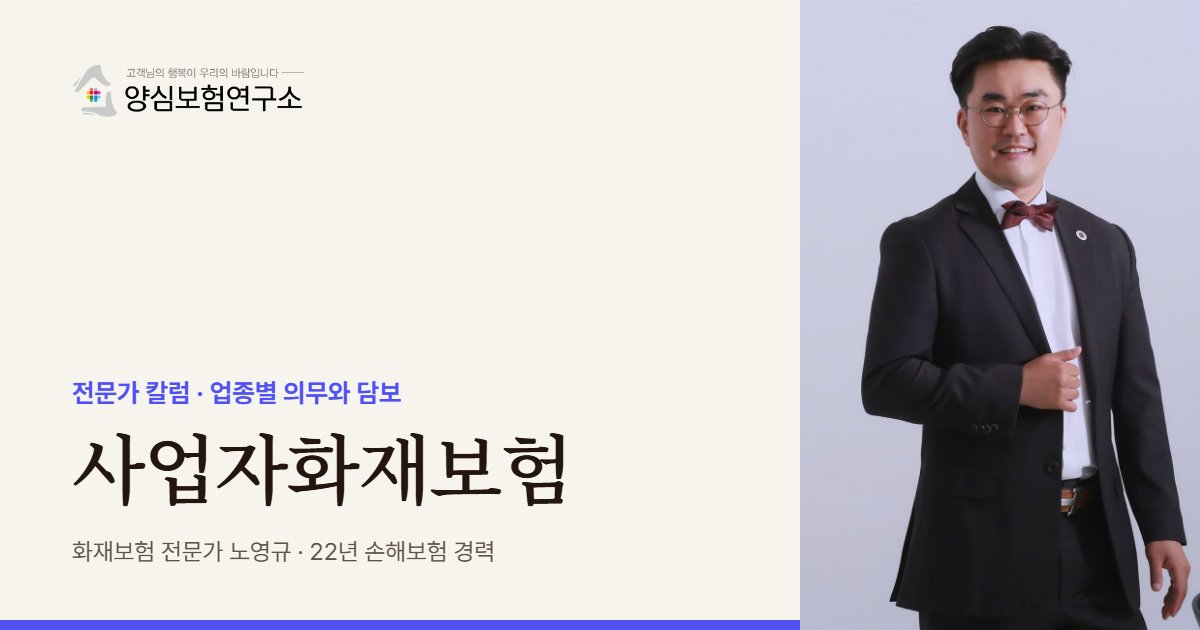 고객님의 행복이 우리의 바람입니다
양심보험연구소
전문가 칼럼 · 업종별 의무와 담보
사업자화재보험
화재보험 전문가 노영규 · 22년 손해보험 경력